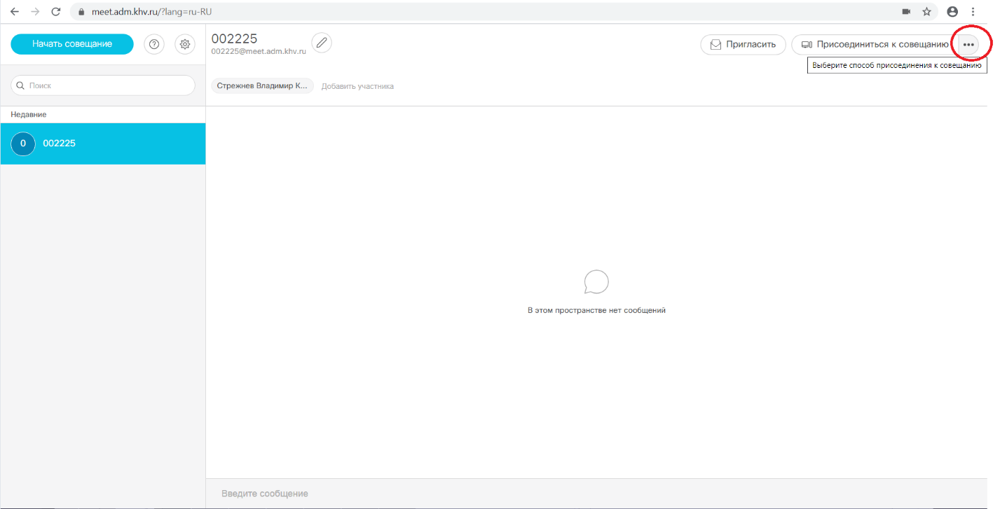 meet.adm.khv.ru/?lang=ru-RU
Начать совещание
002225
002225@meet.adm.khv.ru
Пригласить
Присоединиться к совещанию
Выберите способ присоединения к совещанию
Поиск
Стрежнев Владимир К...
Добавить участника
Недавние
0
002225
В этом пространстве нет сообщений
Введите сообщение